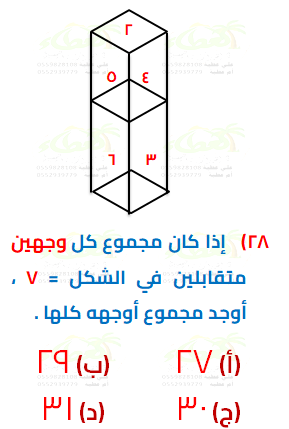 ٢
٥ ٤
٦ ٣
٢٨) إذا كان مجموع كل وجهين
متقابلين في الشكل = ٧ ،
أوجد مجموع أوجهه كلها .
(أ) ٢٧ (ب) ٢٩
(ج) ٣٠ (د) ٣١